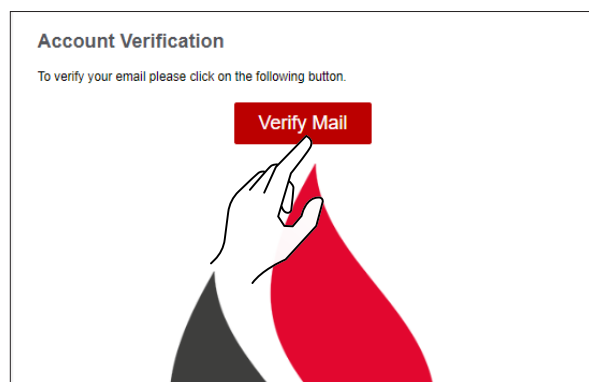 Account Verification
To verify your email please click on the following button.
Verify Mail